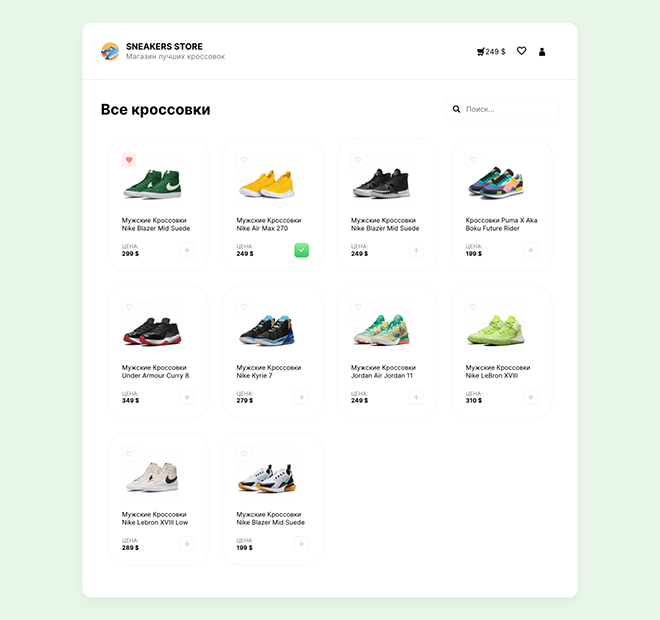 SNEAKERS STORE
Магазин лучших кроссовок
249 $
Все кроссовки
Поиск...
Мужские Кроссовки
Nike Blazer Mid Suede
ЦЕНА:
299 $
Мужские Кроссовки
Nike Air Max 270
ЦЕНА:
249 $
Мужские Кроссовки
Nike Blazer Mid Suede
ЦЕНА:
249 $
Кроссовки Puma X Aka
Boku Future Rider
ЦЕНА:
199 $
Мужские Кроссовки
Under Armour Curry 8
ЦЕНА:
349 $
Мужские Кроссовки
Nike Kyrie 7
ЦЕНА:
279 $
Мужские Кроссовки
Jordan Air Jordan 11
ЦЕНА:
249 $
Мужские Кроссовки
Nike LeBron XVIII
ЦЕНА:
310 $
Мужские Кроссовки
Nike Lebron XVIII Low
ЦЕНА:
289 $
Мужские Кроссовки
Nike Blazer Mid Suede
ЦЕНА:
199 $